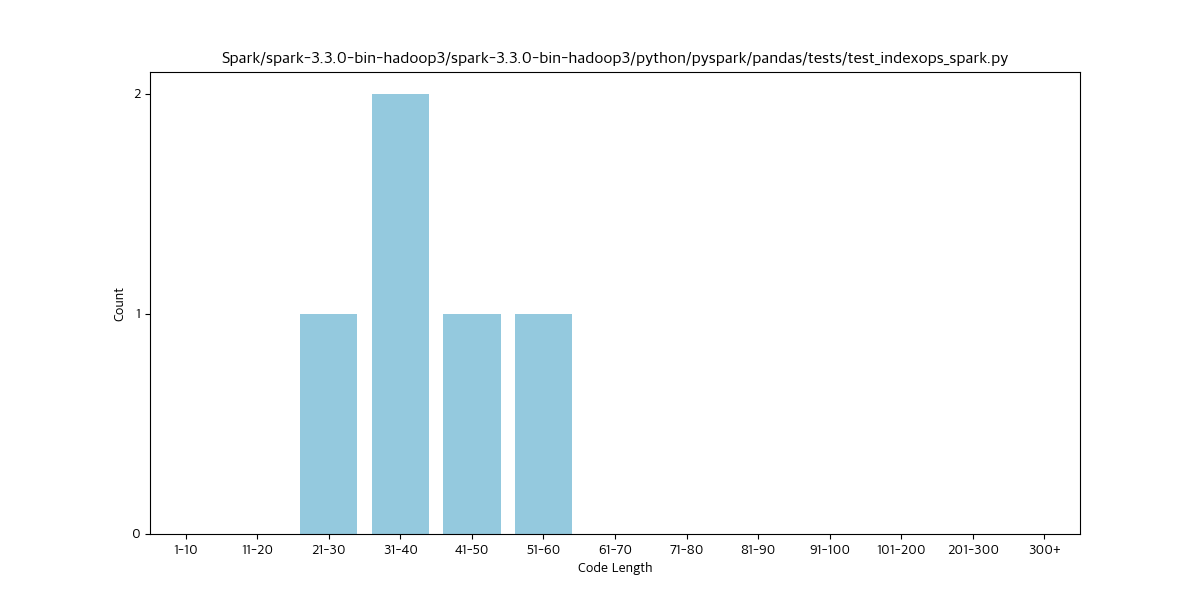 Spark/spark-3.3.0-bin-hadoop3/spark-3.3.0-bin-hadoop3/python/pyspark/pandas/tests/test_indexops_spark.py
2
1
0
Count
1-10 11-20 21-30 31-40 41-50 51-60 61-70 71-80 81-90 91-100 101-200 201-300 300+
Code Length